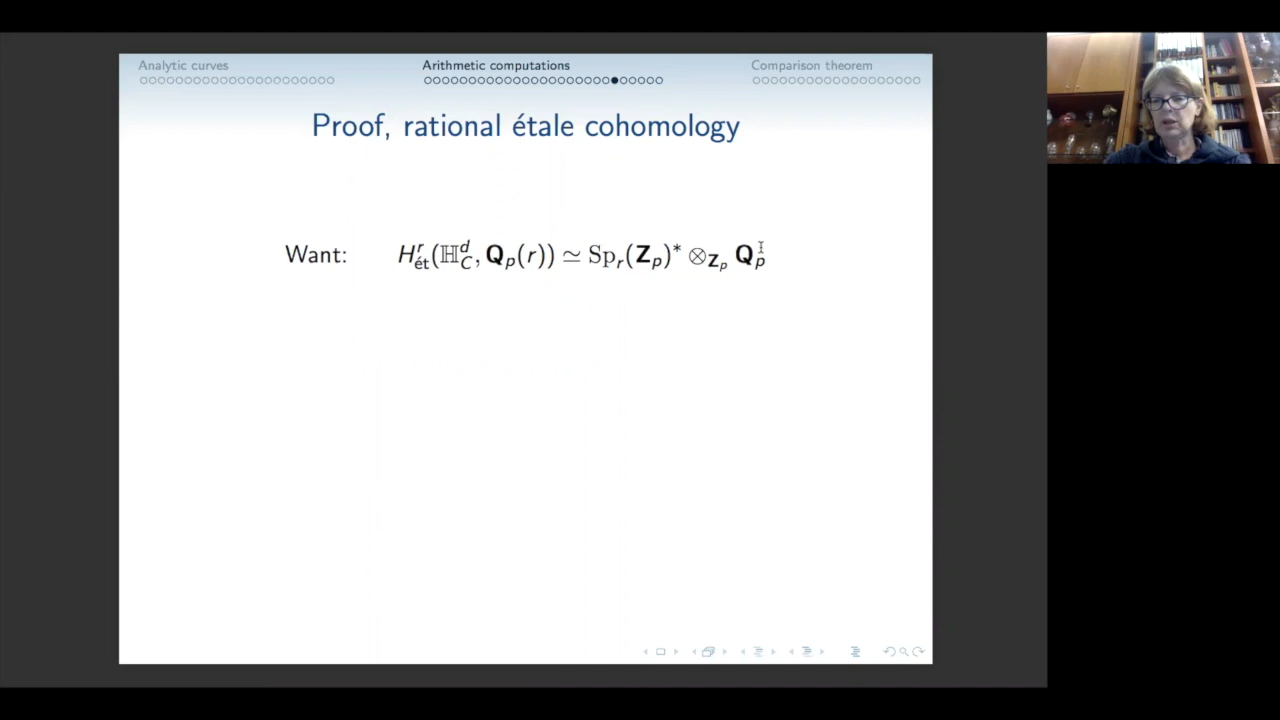 Analytic curves Arithmetic computations Comparison theorem
Proof, rational étale cohomology
Want: $H^r_{\text{ét}}(\mathbb{H}^d_C, \mathbf{Q}_p(r)) \simeq \mathrm{Sp}_r(\mathbf{Z}_p)^* \otimes_{\mathbf{Z}_p} \mathbf{Q}_p$